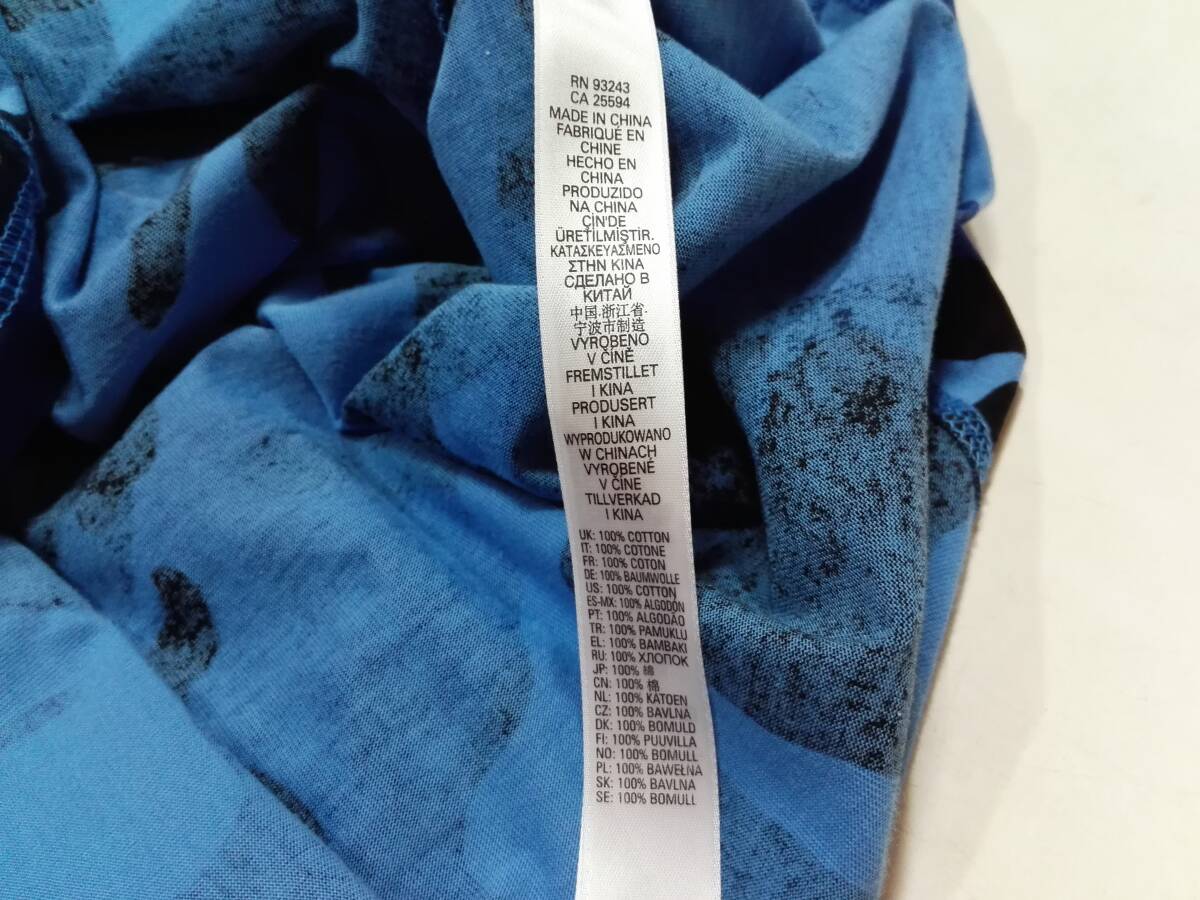 RN 93243
CA 25594
MADE IN CHINA
FABRIQUÉ EN
CHINE
HECHO EN
CHINA
PRODUZIDO
NA CHINA
ÇIN'DE
ÜRETILMIŞTIR.
ΚΑΤΑΣΚΕΥΑΣΜΕΝΟ
ΣΤΗΝ ΚΙΝΑ
СДЕЛАНО В
КИТАЙ
中国.浙江省.
宁波市制造
VYROBENO
V ČÍNĚ
FREMSTILLET
I KINA
PRODUSERT
I KINA
WYPRODUKOWANO
W CHINACH
VYROBENÉ
V ČÍNE
TILLVERKAD
I KINA
UK: 100% COTTON
IT: 100% COTONE
FR: 100% COTON
DE: 100% BAUMWOLLE
US: 100% COTTON
ES-MX: 100% ALGODON
PT: 100% ALGODÃO
TR: 100% PAMUKLU
EL: 100% BAMBAKI
RU: 100% ХЛОПОК
JP: 100% 綿
CN: 100% 棉
NL: 100% KATOEN
CZ: 100% BAVLNA
DK: 100% BOMULD
FI: 100% PUUVILLA
NO: 100% BOMULL
PL: 100% BAWEŁNA
SK: 100% BAVLNA
SE: 100% BOMULL